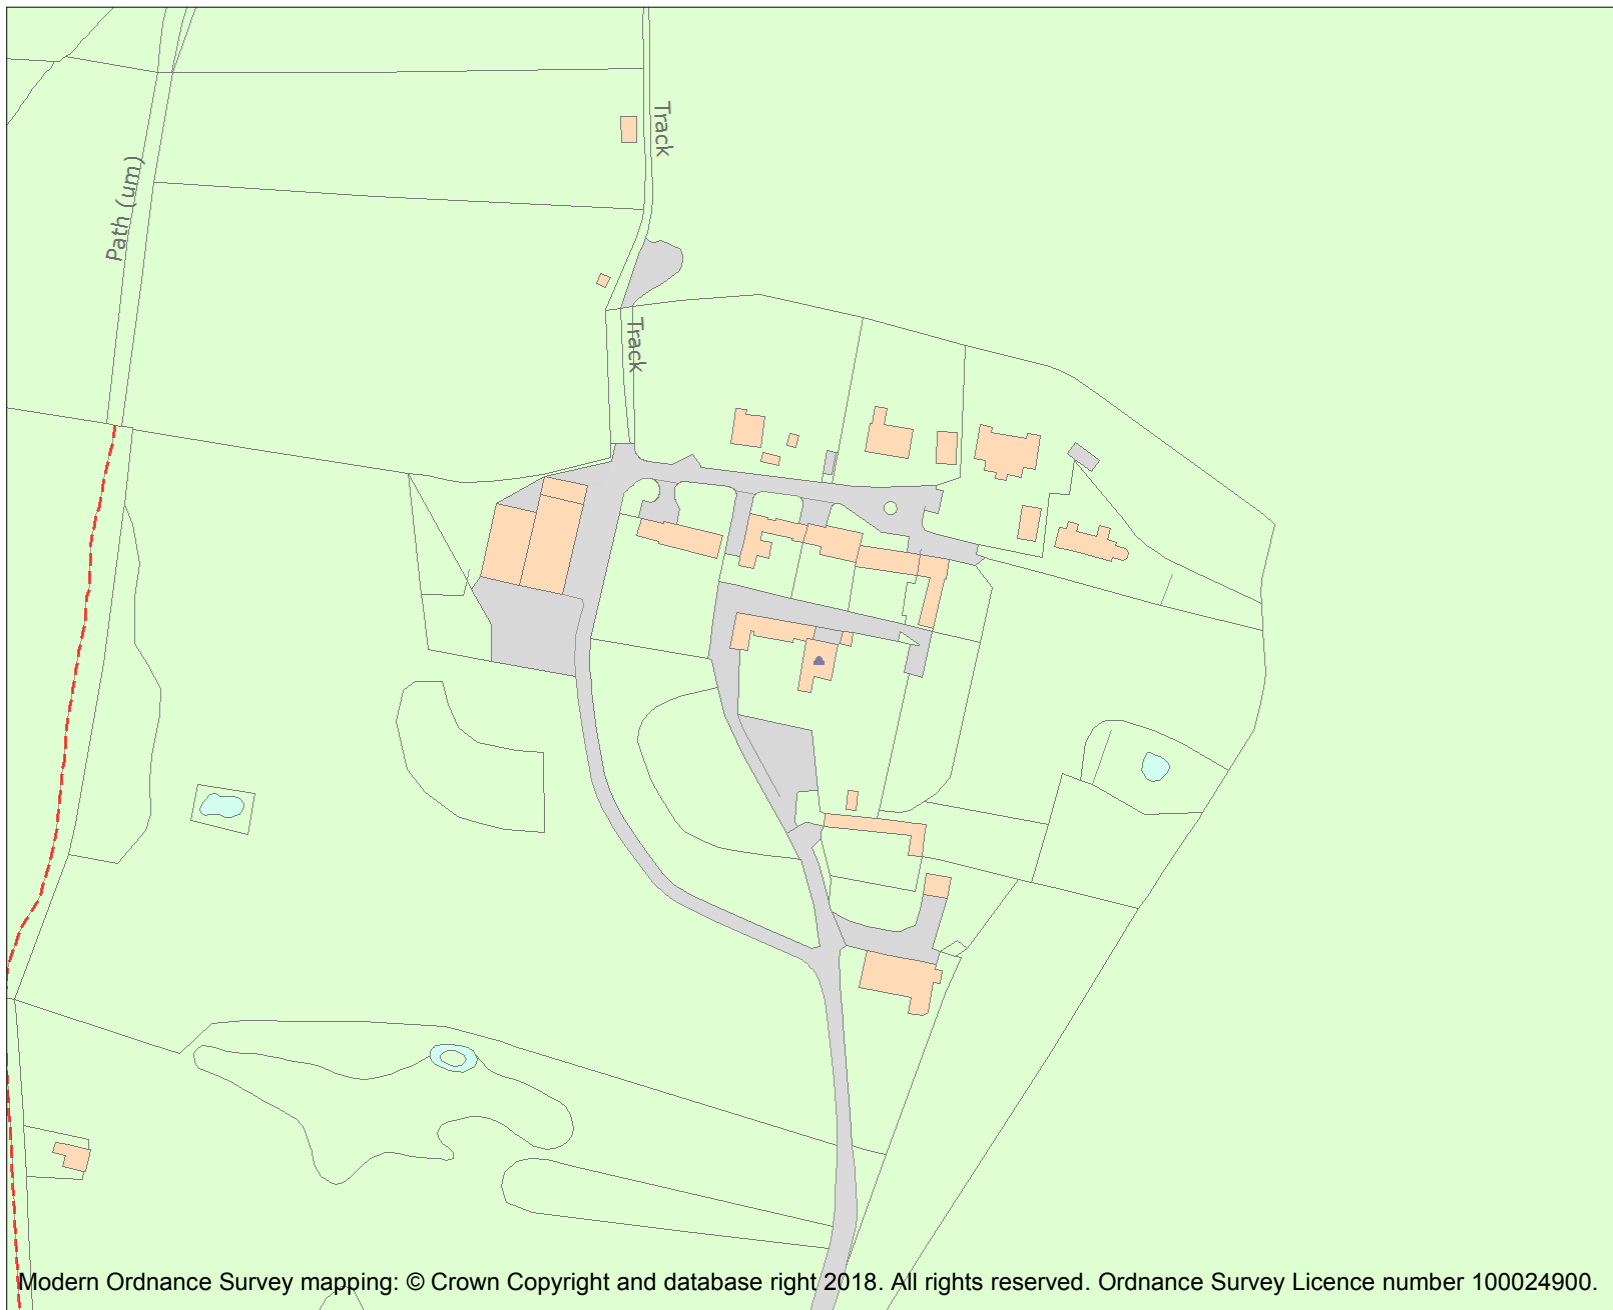 Track
Path (um)
Track
Modern Ordnance Survey mapping: © Crown Copyright and database right 2018. All rights reserved. Ordnance Survey Licence number 100024900.